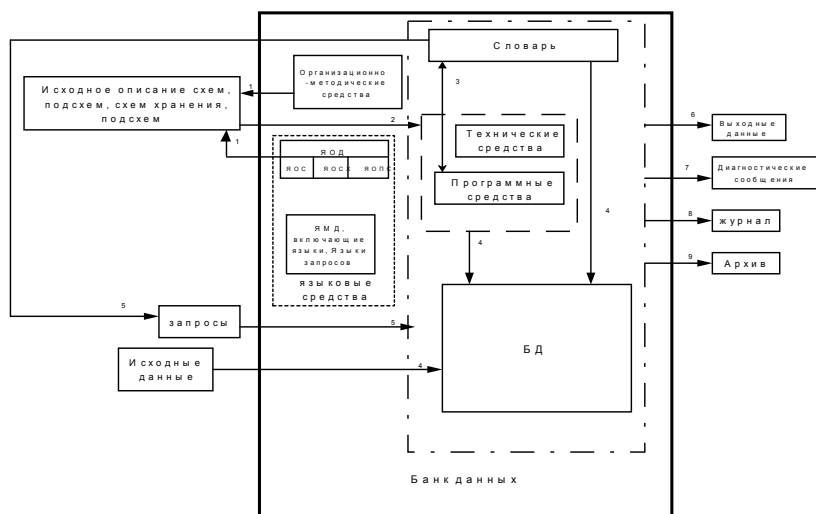 Словарь
Организационно
-методические
средства
Исходное описание схем,
подсхем, схем хранения,
подсхем
1
3
2
6
Выходные
данные
Технические
средства
1
ЯОД
ЯОС
ЯОСХ
ЯОПС
Программные
средства
7
Диагностические
сообщения
4
8
журнал
ЯМД,
включающие
языки, Языки
запросов
языковые
средства
4
9
Архив
5
запросы
5
БД
Исходные
данные
4
Банк данных